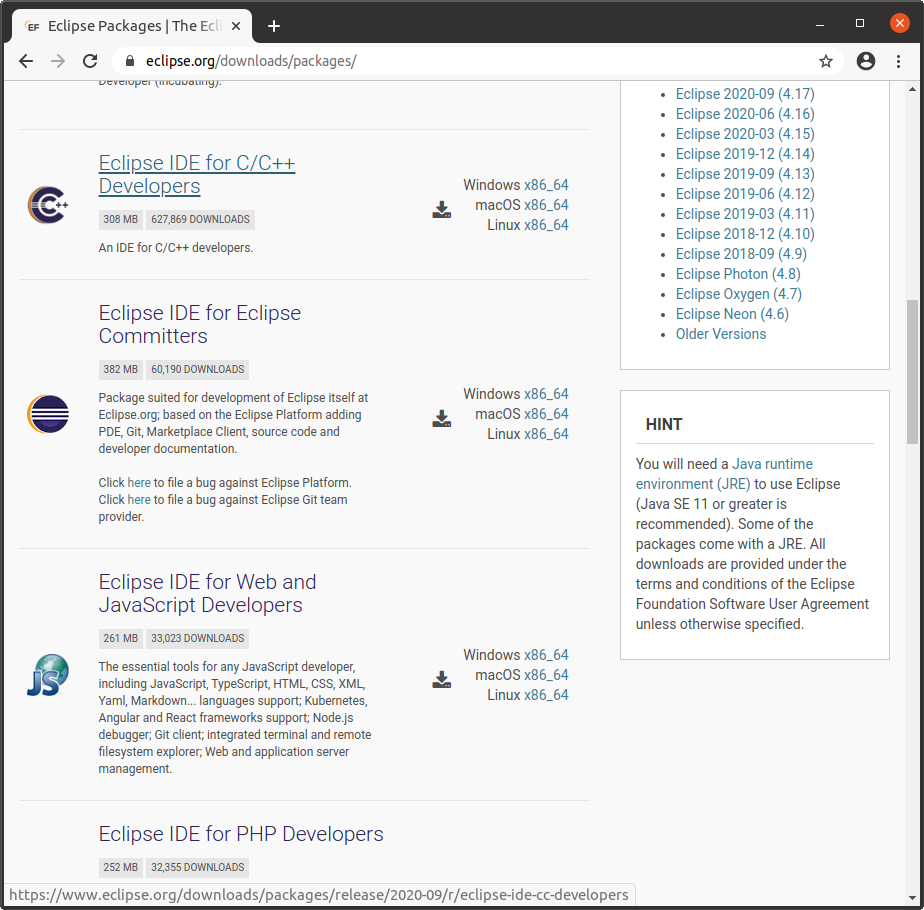 Eclipse Packages | The Ecli
eclipse.org/downloads/packages/
Developer (Incubating).
Eclipse IDE for C/C++
Developers
308 MB 627,869 DOWNLOADS
An IDE for C/C++ developers.
Windows x86_64
macOS x86_64
Linux x86_64
Eclipse IDE for Eclipse
Committers
382 MB 60,190 DOWNLOADS
Package suited for development of Eclipse itself at
Eclipse.org; based on the Eclipse Platform adding
PDE, Git, Marketplace Client, source code and
developer documentation.
Click here to file a bug against Eclipse Platform.
Click here to file a bug against Eclipse Git team
provider.
Windows x86_64
macOS x86_64
Linux x86_64
Eclipse IDE for Web and
JavaScript Developers
261 MB 33,023 DOWNLOADS
The essential tools for any JavaScript developer,
including JavaScript, TypeScript, HTML, CSS, XML,
Yaml, Markdown... languages support; Kubernetes,
Angular and React frameworks support; Node.js
debugger; Git client; integrated terminal and remote
filesystem explorer; Web and application server
management.
JS
Windows x86_64
macOS x86_64
Linux x86_64
Eclipse IDE for PHP Developers
252 MB 32,355 DOWNLOADS
Eclipse 2020-09 (4.17)
Eclipse 2020-06 (4.16)
Eclipse 2020-03 (4.15)
Eclipse 2019-12 (4.14)
Eclipse 2019-09 (4.13)
Eclipse 2019-06 (4.12)
Eclipse 2019-03 (4.11)
Eclipse 2018-12 (4.10)
Eclipse 2018-09 (4.9)
Eclipse Photon (4.8)
Eclipse Oxygen (4.7)
Eclipse Neon (4.6)
Older Versions
HINT
You will need a Java runtime
environment (JRE) to use Eclipse
(Java SE 11 or greater is
recommended). Some of the
packages come with a JRE. All
downloads are provided under the
terms and conditions of the Eclipse
Foundation Software User Agreement
unless otherwise specified.
https://www.eclipse.org/downloads/packages/release/2020-09/r/eclipse-ide-cc-developers